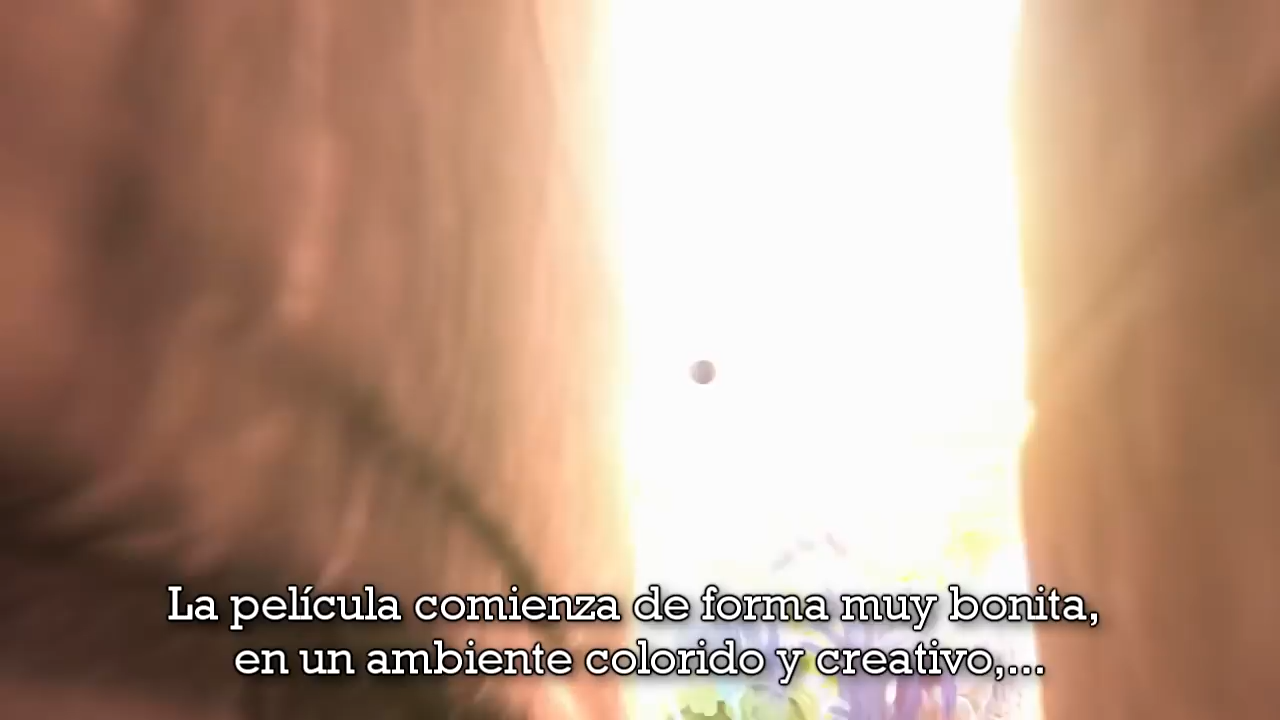 La película comienza de forma muy bonita,
en un ambiente colorido y creativo,...